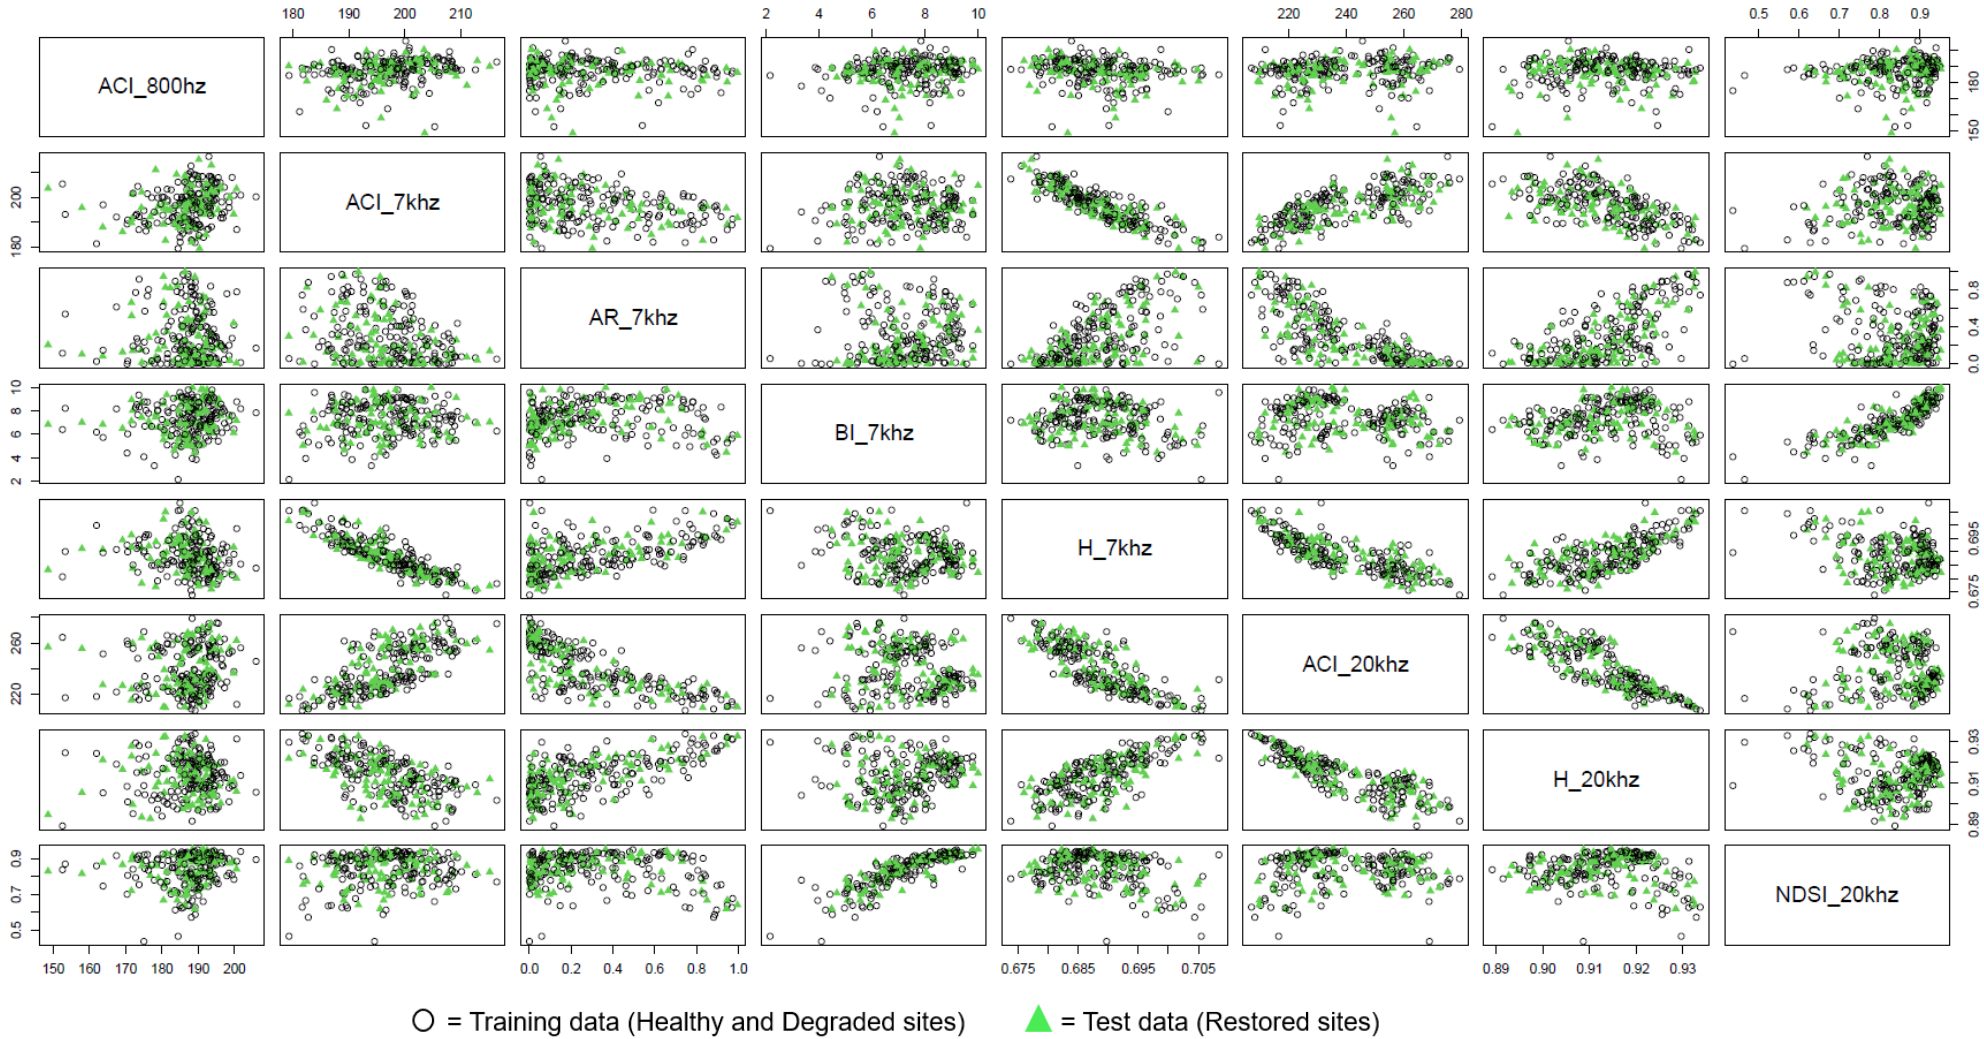 180 190 200 210 2 4 6 8 10 220 240 260 280 0.5 0.6 0.7 0.8 0.9
ACI_800hz
150 180
180 200
ACI_7khz
AR_7khz
0.0 0.4 0.8
2 4 6 8 10
BI_7khz
H_7khz
0.675 0.695
220 260
ACI_20khz
H_20khz
0.89 0.91 0.93
0.5 0.7 0.9
NDSI_20khz
150 160 170 180 190 200 0.0 0.2 0.4 0.6 0.8 1.0 0.675 0.685 0.695 0.705 0.89 0.90 0.91 0.92 0.93
= Training data (Healthy and Degraded sites) = Test data (Restored sites)